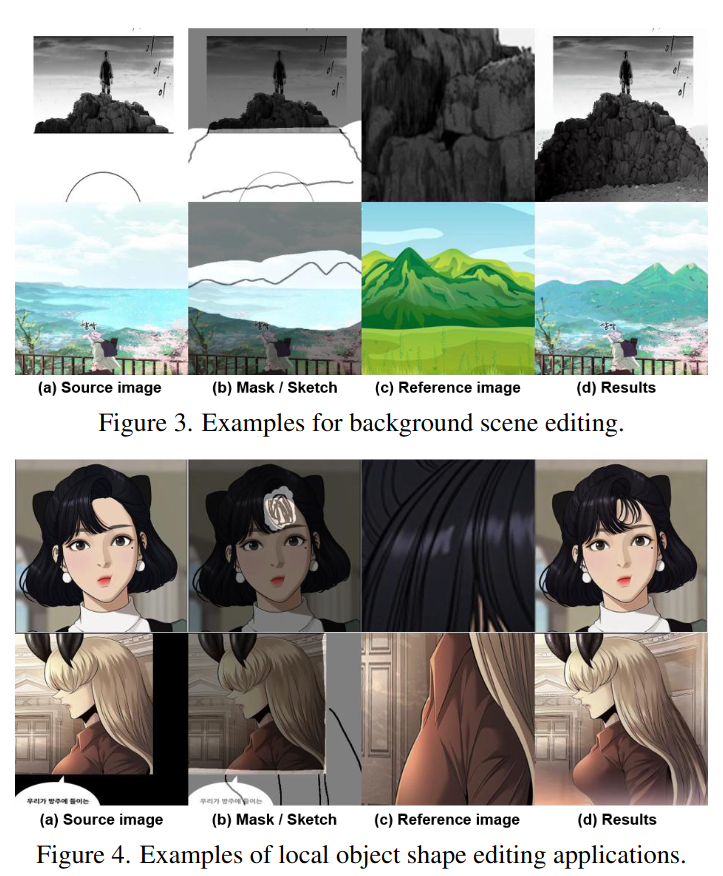 (a) Source image (b) Mask / Sketch (c) Reference image (d) Results
Figure 3. Examples for background scene editing.
우리가 방주에 들이는 우리가 방주에 들이는
(a) Source image (b) Mask / Sketch (c) Reference image (d) Results
Figure 4. Examples of local object shape editing applications.